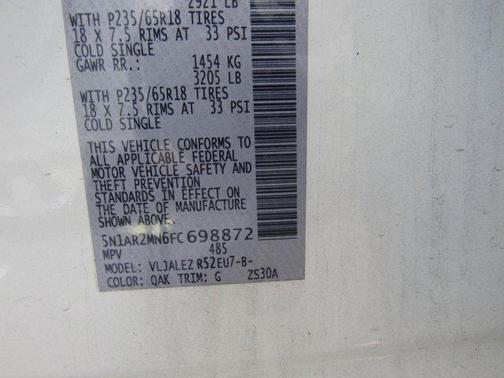 2921 LB
WITH P235/65R18 TIRES
18 X 7.5 RIMS AT 33 PSI
COLD SINGLE
GAWR RR.: 1454 KG
3205 LB
WITH P235/65R18 TIRES
18 X 7.5 RIMS AT 33 PSI
COLD SINGLE
THIS VEHICLE CONFORMS TO
ALL APPLICABLE FEDERAL
MOTOR VEHICLE SAFETY AND
THEFT PREVENTION
STANDARDS IN EFFECT ON
THE DATE OF MANUFACTURE
SHOWN ABOVE.
5N1AR2MN6FC698872
MPV 485
MODEL: VLJALEZ R52EU7-B-
COLOR: QAK TRIM: G ZS30A